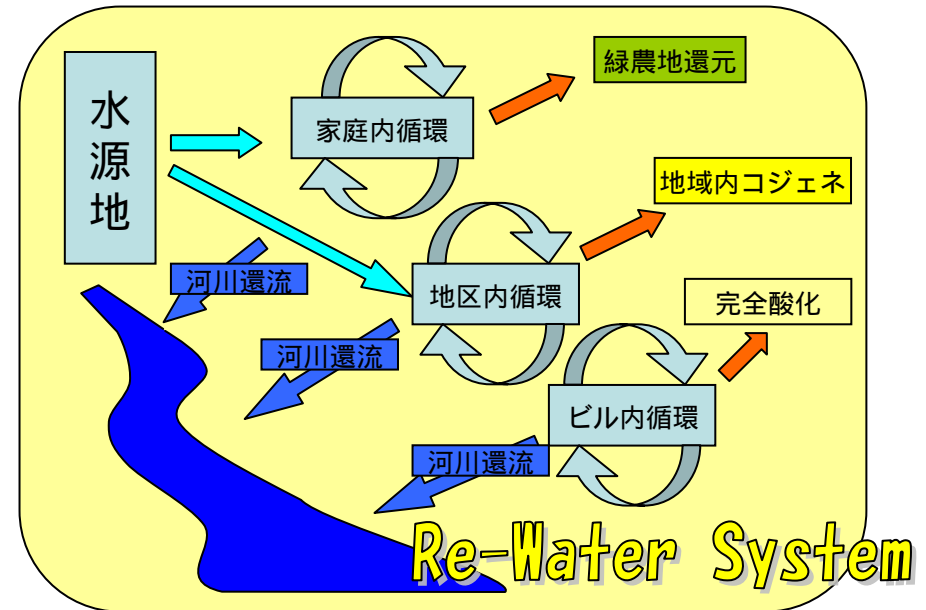 水源地
家庭内循環
緑農地還元
地域内コジェネ
河川還流
地区内循環
完全酸化
河川還流
ビル内循環
河川還流
Re-Water System